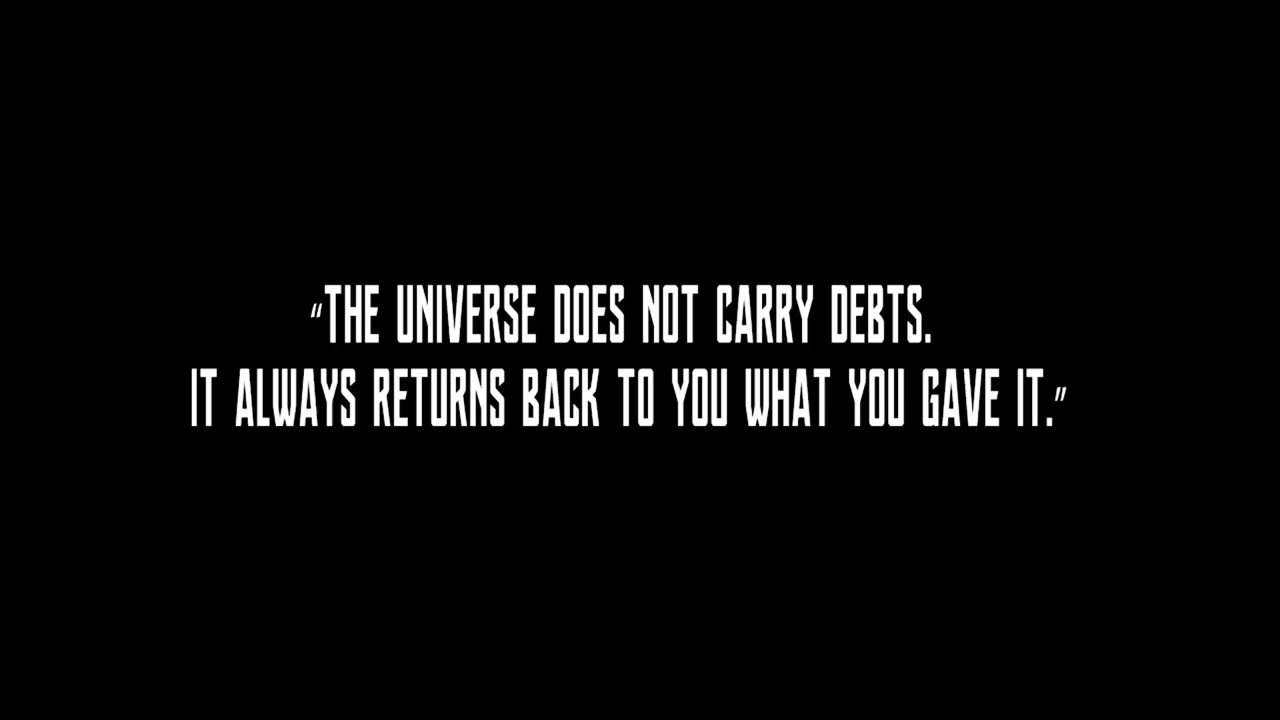 “THE UNIVERSE DOES NOT CARRY DEBTS.
IT ALWAYS RETURNS BACK TO YOU WHAT YOU GAVE IT.”